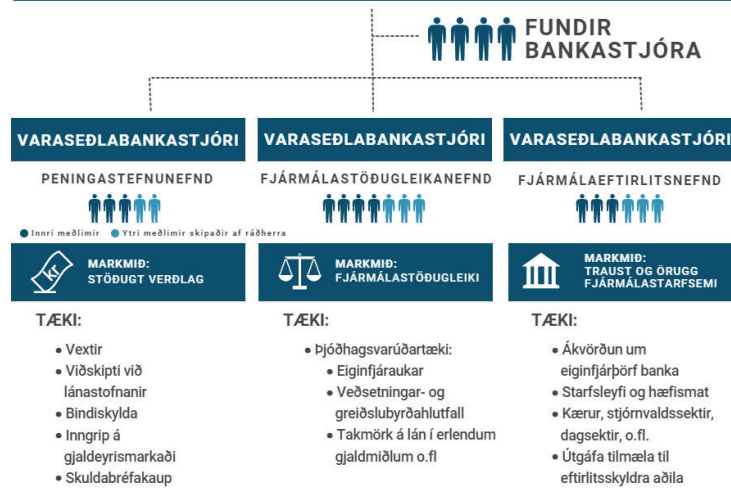 FUNDIR
BANKASTJÓRA
VARASEÐLABANKASTJÓRI
PENINGASTEFNUNEFND
Innri meðlimir
Ytri meðlimir skipaðir af ráðherra
kr
MARKMIÐ:
STÖÐUGT VERÐLAG
TÆKI:
• Vextir
• Viðskipti við
lánastofnanir
• Bindiskylda
• Inngrip á
gjaldeyrismarkaði
• Skuldabréfakaup
VARASEÐLABANKASTJÓRI
FJÁRMÁLASTÖÐUGLEIKANEFND
MARKMIÐ:
FJÁRMÁLASTÖÐUGLEIKI
TÆKI:
• Þjóðhagsvarúðartæki:
• Eiginfjáraukar
• Veðsetningar- og
greiðslubyrðahlutfall
• Takmörk á lán í erlendum
gjaldmiðlum o.fl
VARASEÐLABANKASTJÓRI
FJÁRMÁLAEFTIRLITSNEFND
MARKMIÐ:
TRAUST OG ÖRUGG
FJÁRMÁLASTARFSEMI
TÆKI:
• Ákvörðun um
eiginfjárþörf banka
• Starfsleyfi og hæfismat
• Kærur, stjórnvaldssektir,
dagsektir, o.fl.
• Útgáfa tilmæla til
eftirlitsskyldra aðila